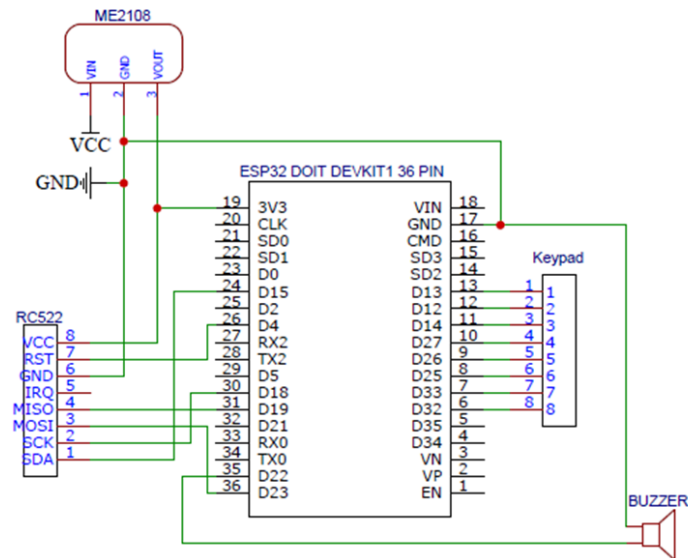 ME2108
VIN
GND
VOUT
1
2
3
VCC
GND
ESP32 DOIT DEVKIT1 36 PIN
19 3V3 VIN 18
20 CLK GND 17
21 SD0 CMD 16
22 SD1 SD3 15
23 D0 SD2 14
24 D15 D13 13
25 D2 D12 12
26 D4 D14 11
27 RX2 D27 10
28 TX2 D26 9
29 D5 D25 8
30 D18 D33 7
31 D19 D32 6
32 D21 D35 5
33 RX0 D34 4
34 TX0 VN 3
35 D22 VP 2
36 D23 EN 1
Keypad
1 1
2 2
3 3
4 4
5 5
6 6
7 7
8 8
RC522
VCC 8
RST 7
GND 6
IRQ 5
MISO 4
MOSI 3
SCK 2
SDA 1
BUZZER